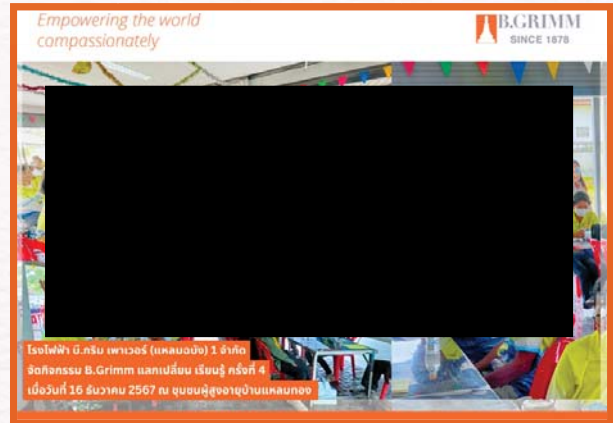 Empowering the world
compassionately
B.GRIMM
SINCE 1878
โรงไฟฟ้า บี.กริม เพาเวอร์ (แหลมฉบัง) 1 จำกัด
จัดกิจกรรม B.Grimm แลกเปลี่ยน เรียนรู้ ครั้งที่ 4
เมื่อวันที่ 16 ธันวาคม 2567 ณ ชุมชนผู้สูงอายุบ้านแหลมทอง